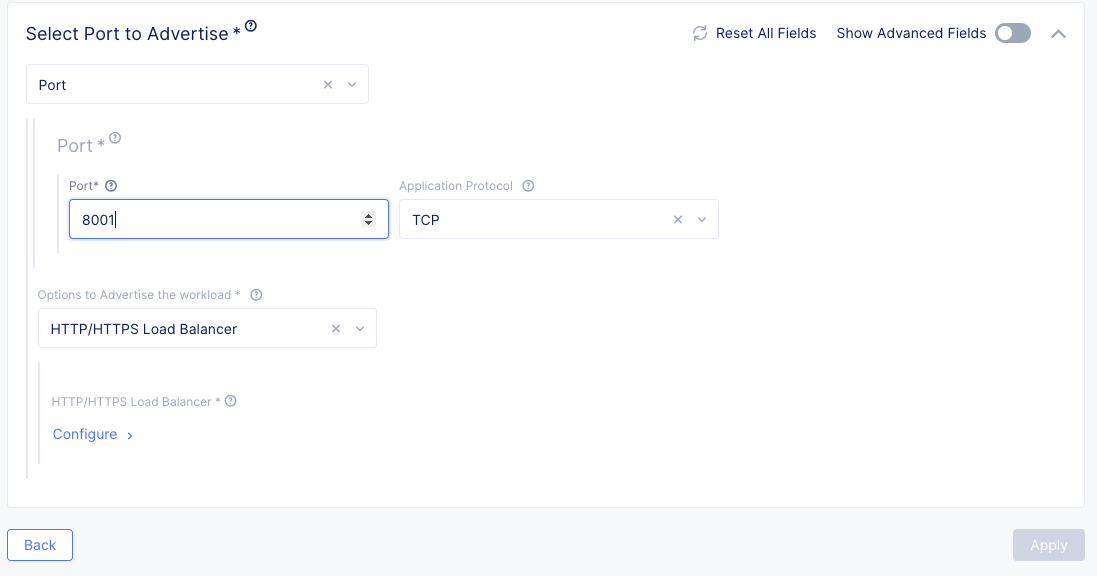 Select Port to Advertise *
Reset All Fields
Show Advanced Fields
Port
Port *
Port*
Application Protocol
8001
TCP
Options to Advertise the workload *
HTTP/HTTPS Load Balancer
HTTP/HTTPS Load Balancer *
Configure
Back
Apply